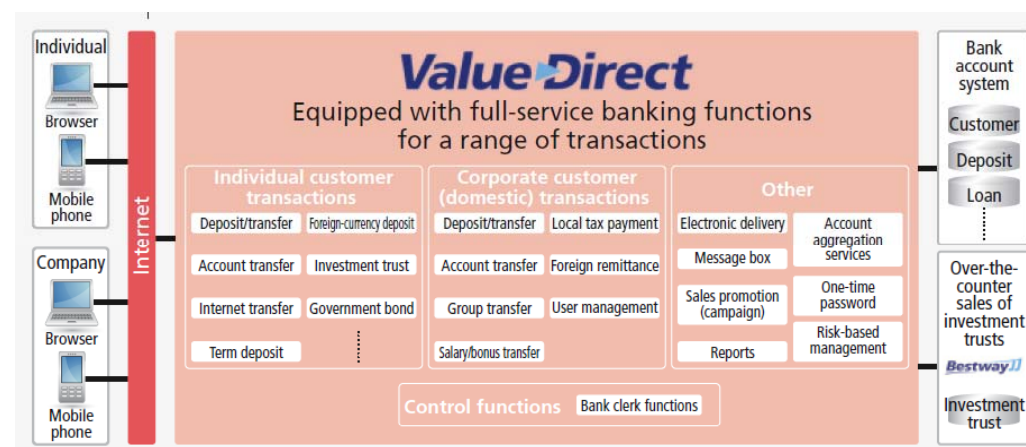 Individual
Browser
Mobile
phone
Company
Browser
Mobile
phone
Internet
Value Direct
Equipped with full-service banking functions
for a range of transactions
Individual customer
transactions
Deposit/transfer
Foreign-currency deposit
Account transfer
Investment trust
Internet transfer
Government bond
Term deposit
Corporate customer
(domestic) transactions
Deposit/transfer
Local tax payment
Account transfer
Foreign remittance
Group transfer
User management
Salary/bonus transfer
Other
Electronic delivery
Message box
Sales promotion
(campaign)
Reports
Account
aggregation
services
One-time
password
Risk-based
management
Control functions
Bank clerk functions
Bank
account
system
Customer
Deposit
Loan
Over-the-
counter
sales of
investment
trusts
Bestway
Investment
trust